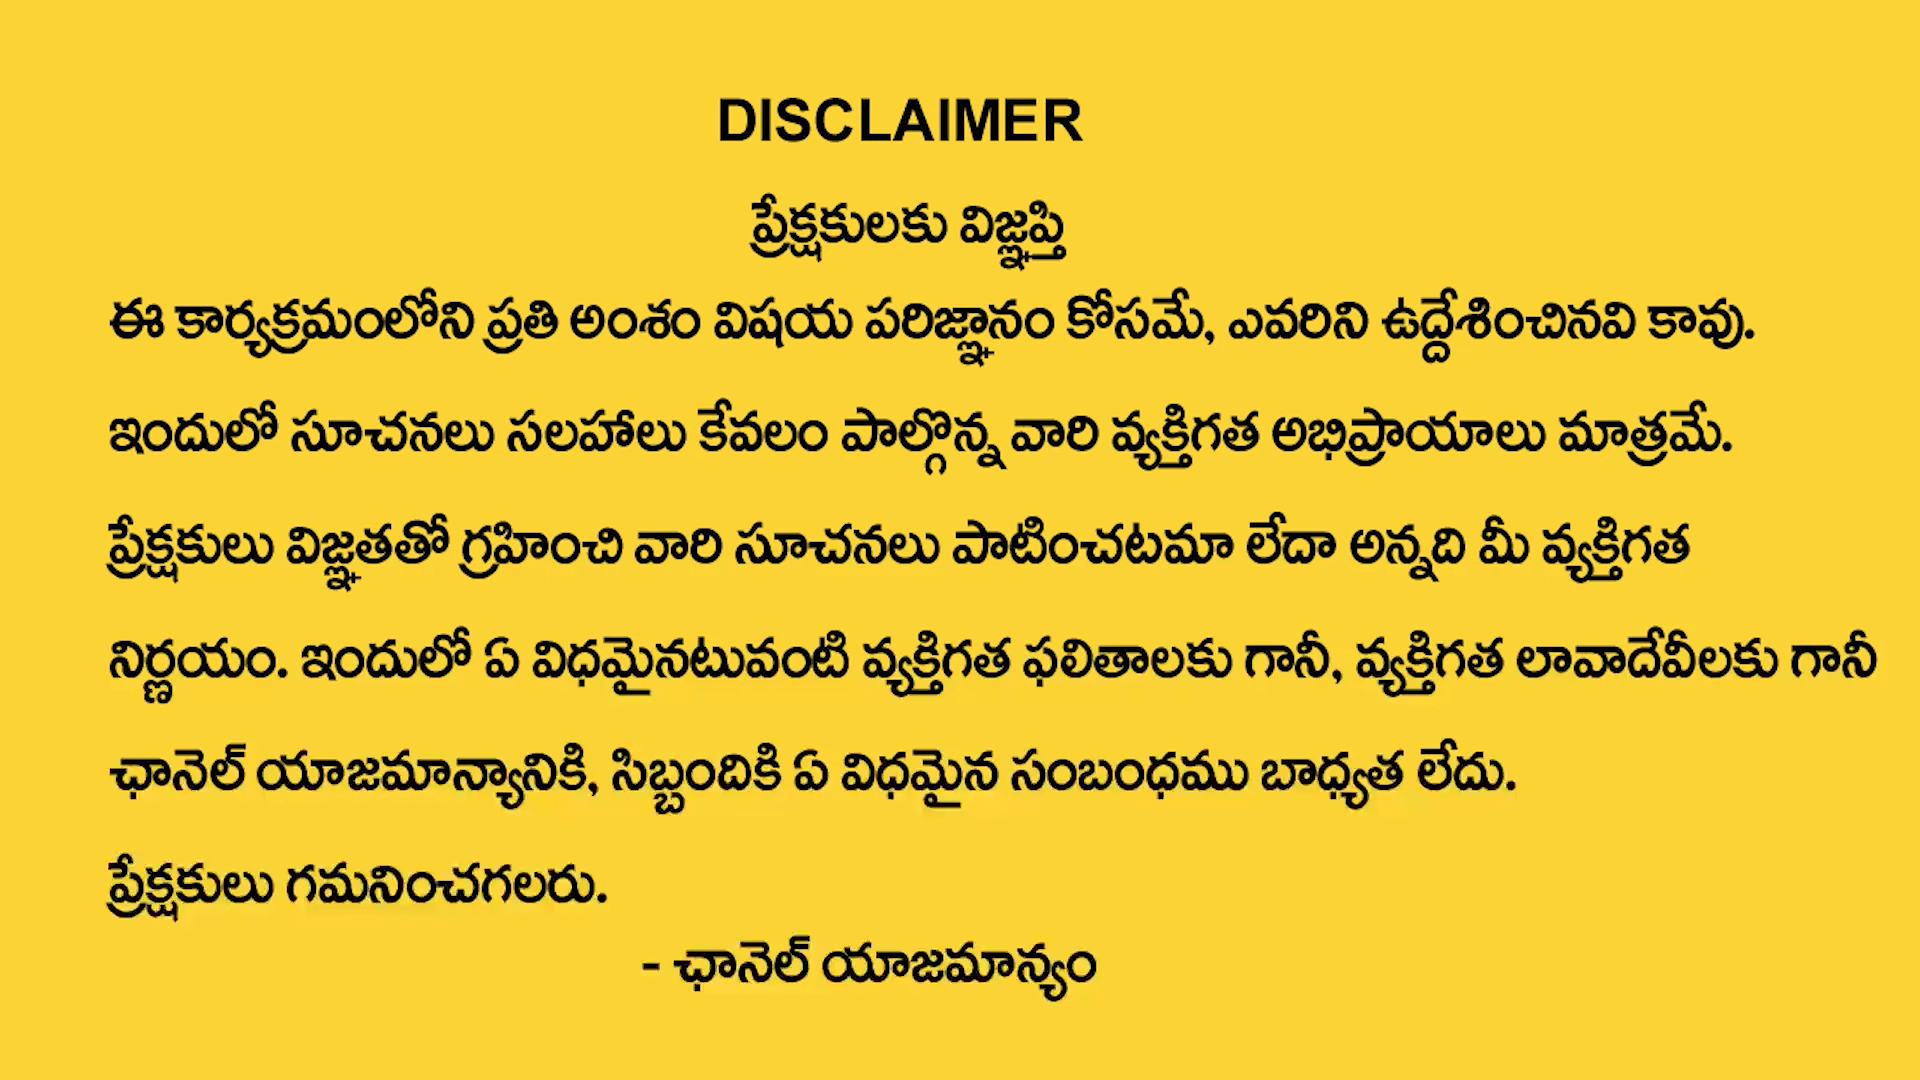 DISCLAIMER
ప్రేక్షకులకు విజ్ఞప్తి
ఈ కార్యక్రమంలోని ప్రతి అంశం విషయ పరిజ్ఞానం కోసమే, ఎవరిని ఉద్దేశించినవి కావు.
ఇందులో సూచనలు సలహాలు కేవలం పాల్గొన్న వారి వ్యక్తిగత అభిప్రాయాలు మాత్రమే.
ప్రేక్షకులు విజ్ఞతతో గ్రహించి వారి సూచనలు పాటించటమా లేదా అన్నది మీ వ్యక్తిగత
నిర్ణయం. ఇందులో ఏ విధమైనటువంటి వ్యక్తిగత ఫలితాలకు గానీ, వ్యక్తిగత లావాదేవీలకు గానీ
ఛానెల్ యాజమాన్యానికి, సిబ్బందికి ఏ విధమైన సంబంధము బాధ్యత లేదు.
ప్రేక్షకులు గమనించగలరు.
- ఛానెల్ యాజమాన్యం